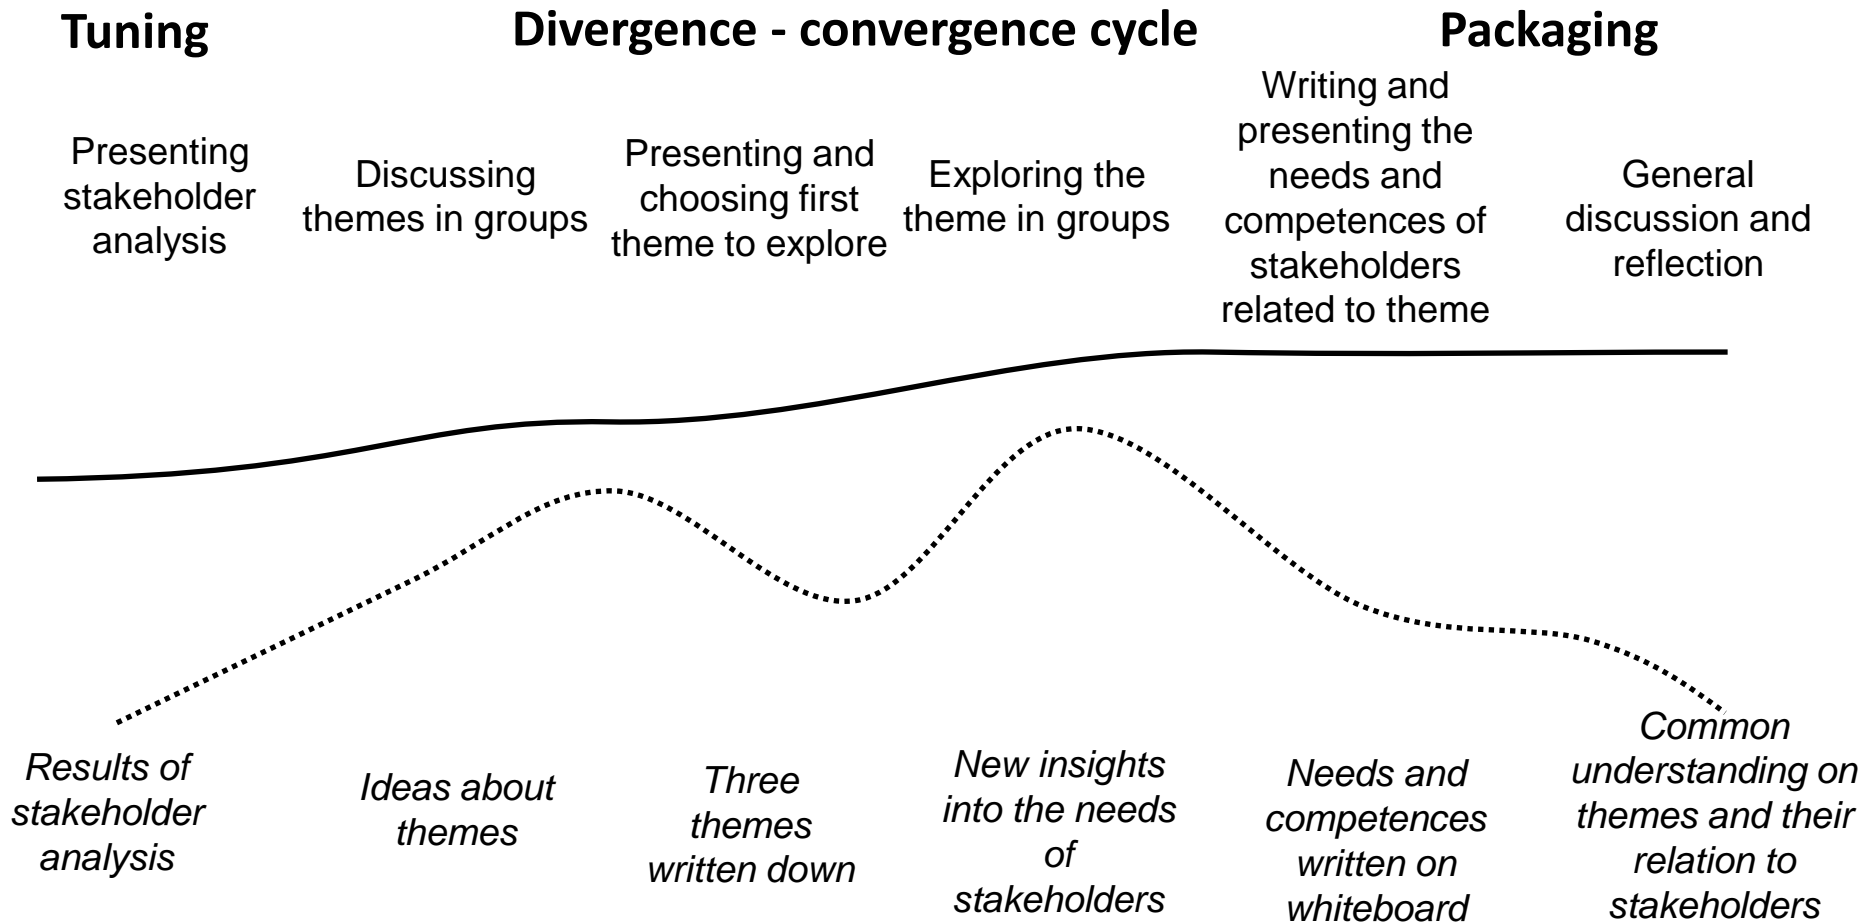 Tuning
Divergence - convergence cycle
Packaging
Presenting
stakeholder
analysis
Discussing
themes in groups
Presenting and
choosing first
theme to explore
Exploring the
theme in groups
Writing and
presenting the
needs and
competences of
stakeholders
related to theme
General
discussion and
reflection
Results of
stakeholder
analysis
Ideas about
themes
Three
themes
written down
New insights
into the needs
of
stakeholders
Needs and
competences
written on
whiteboard
Common
understanding on
themes and their
relation to
stakeholders